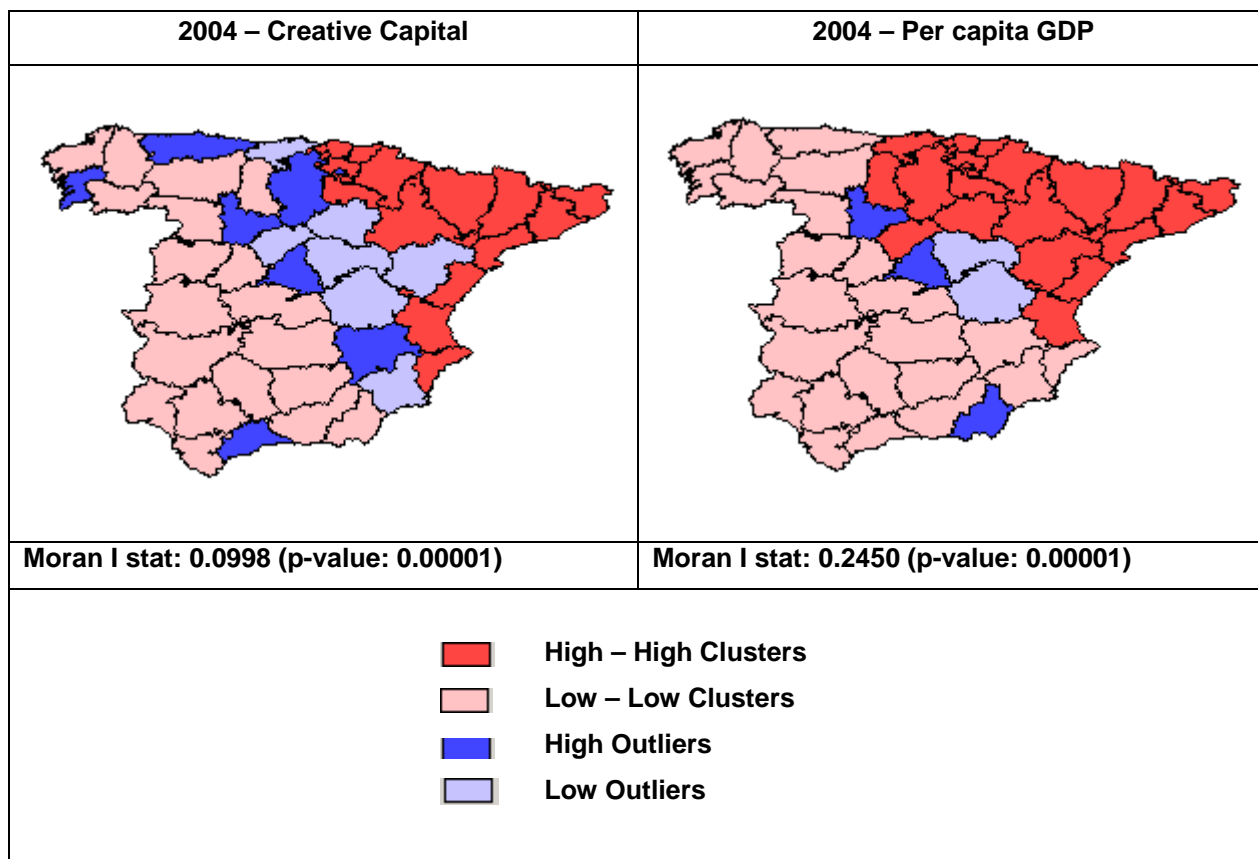 2004 – Creative Capital
2004 – Per capita GDP
Moran I stat: 0.0998 (p-value: 0.00001)
Moran I stat: 0.2450 (p-value: 0.00001)
High – High Clusters
Low – Low Clusters
High Outliers
Low Outliers